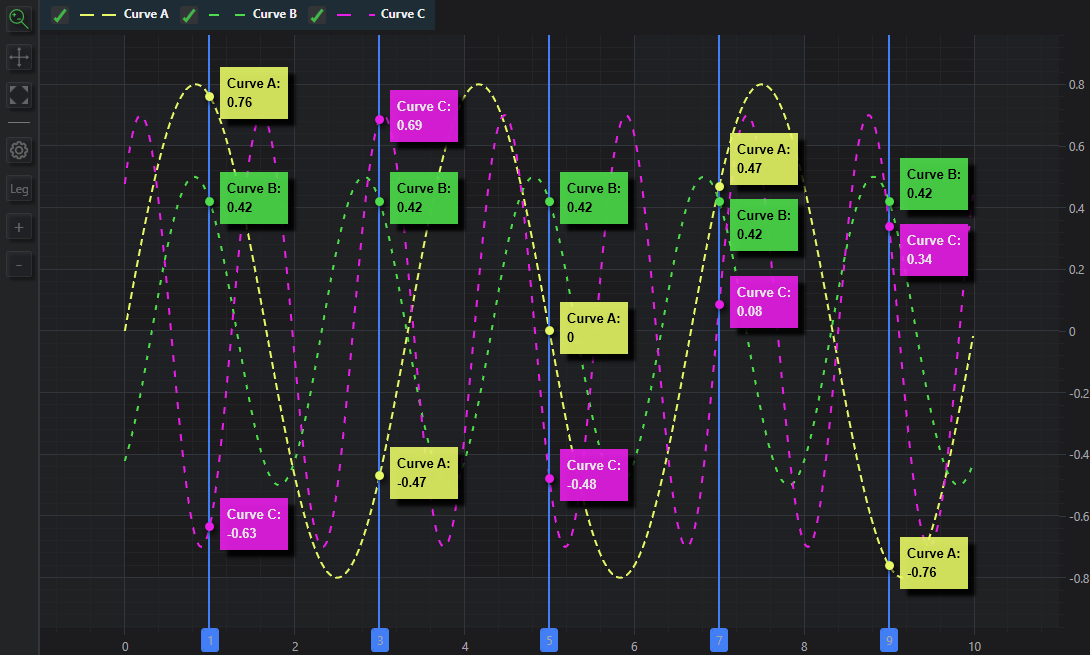 Curve A Curve B Curve C
Leg
+
-
Curve A:
0.76
Curve B:
0.42
Curve C:
-0.63
Curve C:
0.69
Curve B:
0.42
Curve A:
-0.47
Curve B:
0.42
Curve A:
0
Curve C:
-0.48
Curve A:
0.47
Curve B:
0.42
Curve C:
0.08
Curve B:
0.42
Curve C:
0.34
Curve A:
-0.76
0.8
0.6
0.4
0.2
0
-0.2
-0.4
-0.6
-0.8
0 1 2 3 4 5 6 7 8 9 10